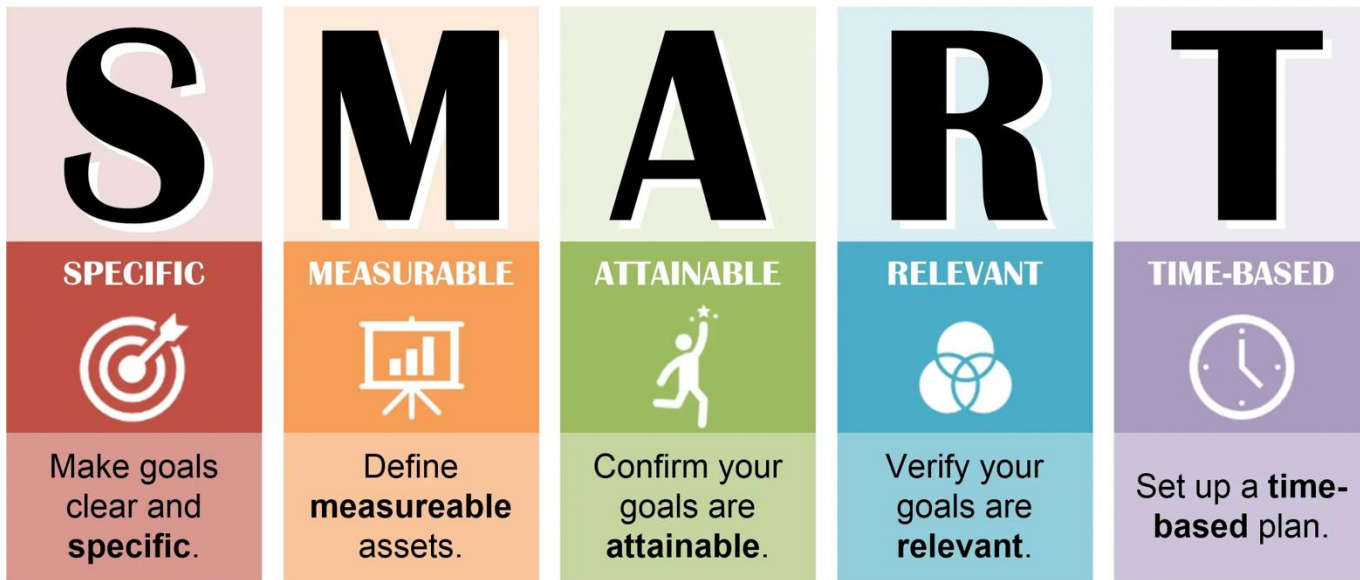 S
SPECIFIC
Make goals
clear and
specific.
M
MEASURABLE
Define
measureable
assets.
A
ATTAINABLE
Confirm your
goals are
attainable.
R
RELEVANT
Verify your
goals are
relevant.
T
TIME-BASED
Set up a time-
based plan.